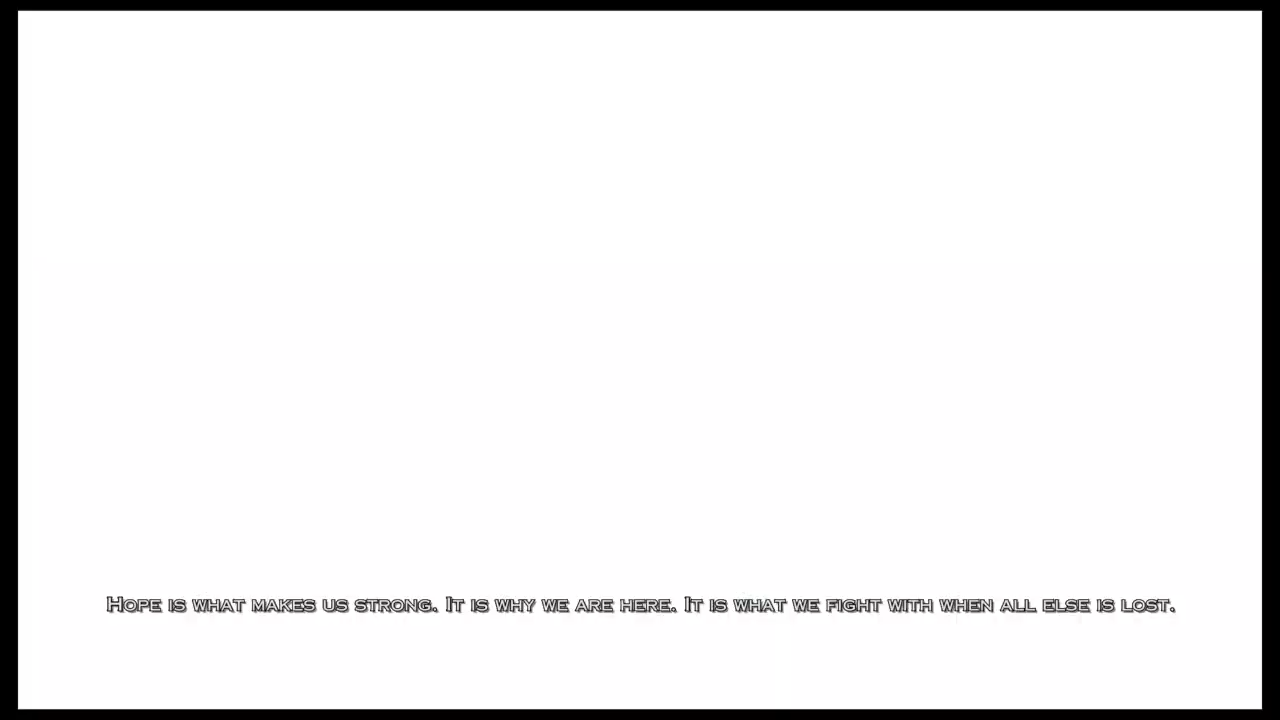 Hope is what makes us strong. It is why we are here. It is what we fight with when all else is lost.